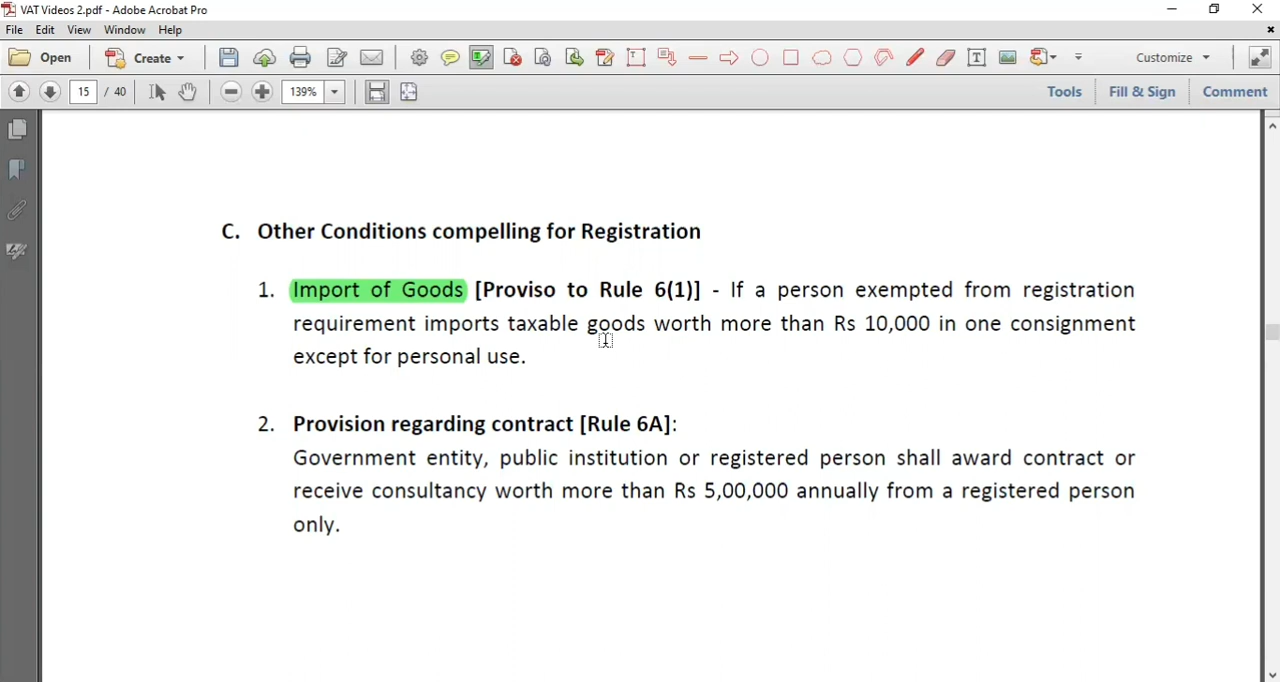 VAT Videos 2.pdf - Adobe Acrobat Pro
File Edit View Window Help
Open Create Customize
15 / 40 139% Tools Fill & Sign Comment
C. Other Conditions compelling for Registration
1. Import of Goods [Proviso to Rule 6(1)] - If a person exempted from registration
requirement imports taxable goods worth more than Rs 10,000 in one consignment
except for personal use.
2. Provision regarding contract [Rule 6A]:
Government entity, public institution or registered person shall award contract or
receive consultancy worth more than Rs 5,00,000 annually from a registered person
only.